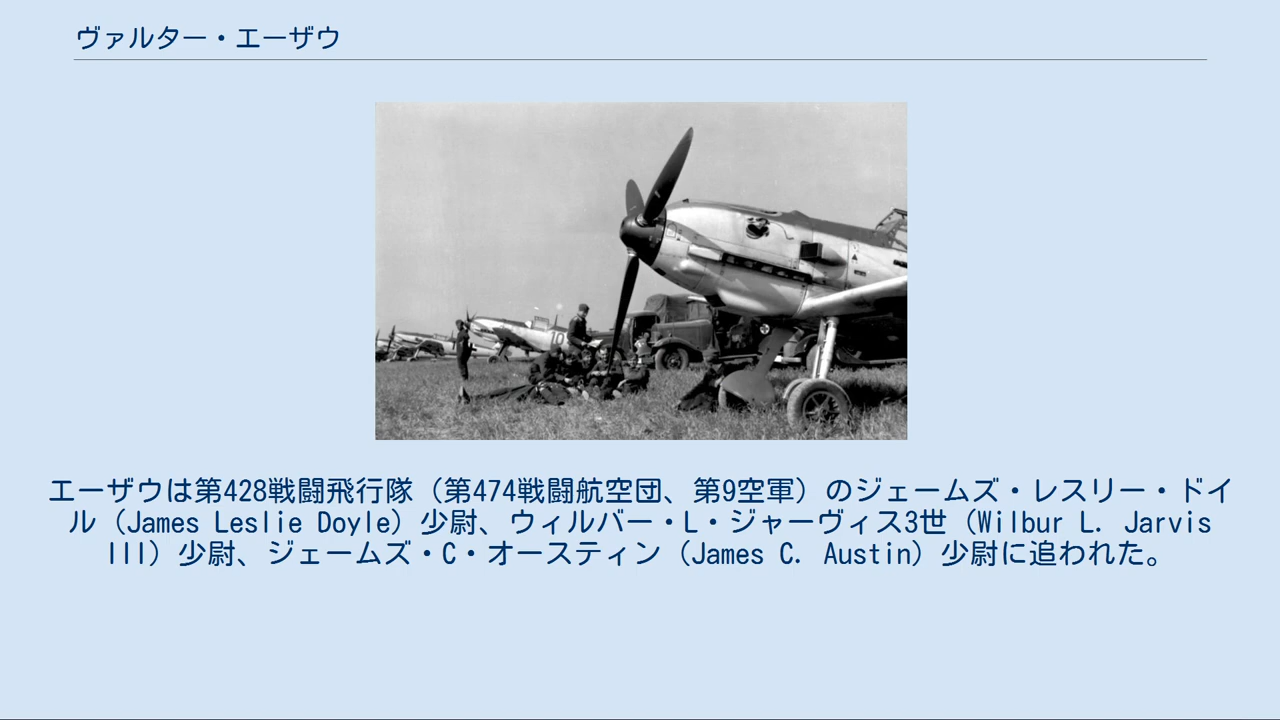 ヴァルター・エーザウ
10
エーザウは第428戦闘飛行隊（第474戦闘航空団、第9空軍）のジェームズ・レスリー・ドイ
ル（James Leslie Doyle）少尉、ウィルバー・L・ジャーヴィス3世（Wilbur L. Jarvis
III）少尉、ジェームズ・C・オースティン（James C. Austin）少尉に追われた。